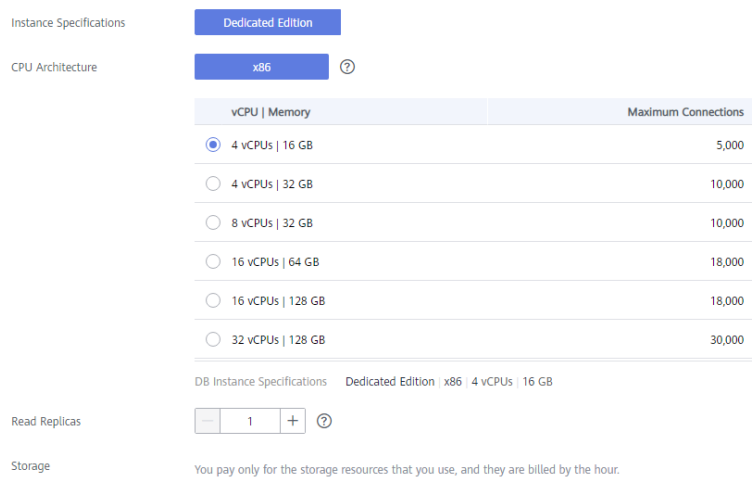 Instance Specifications Dedicated Edition
CPU Architecture x86 ?
vCPU | Memory Maximum Connections
4 vCPUs | 16 GB 5,000
4 vCPUs | 32 GB 10,000
8 vCPUs | 32 GB 10,000
16 vCPUs | 64 GB 18,000
16 vCPUs | 128 GB 18,000
32 vCPUs | 128 GB 30,000
DB Instance Specifications Dedicated Edition | x86 | 4 vCPUs | 16 GB
Read Replicas − 1 + ?
Storage You pay only for the storage resources that you use, and they are billed by the hour.